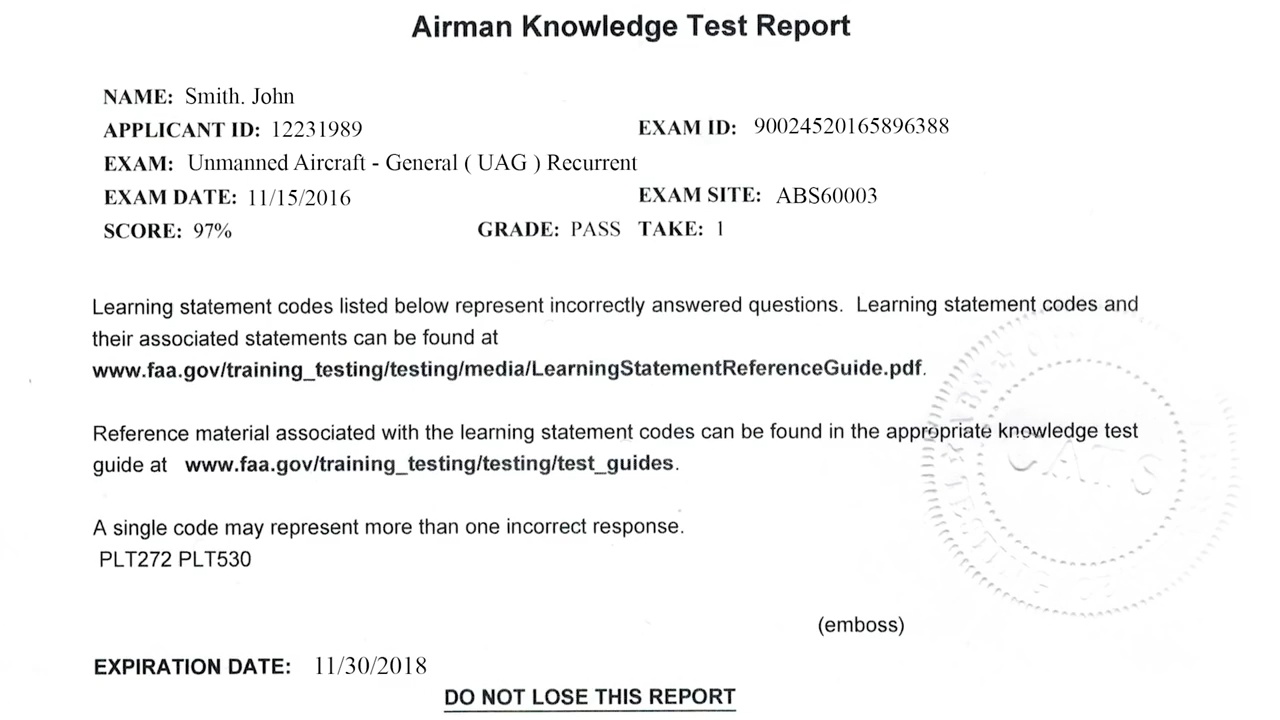 Airman Knowledge Test Report
NAME: Smith. John
APPLICANT ID: 12231989 EXAM ID: 90024520165896388
EXAM: Unmanned Aircraft - General ( UAG ) Recurrent
EXAM DATE: 11/15/2016 EXAM SITE: ABS60003
SCORE: 97% GRADE: PASS TAKE: 1
Learning statement codes listed below represent incorrectly answered questions. Learning statement codes and
their associated statements can be found at
www.faa.gov/training_testing/testing/media/LearningStatementReferenceGuide.pdf.
Reference material associated with the learning statement codes can be found in the appropriate knowledge test
guide at www.faa.gov/training_testing/testing/test_guides.
CATS
A single code may represent more than one incorrect response.
PLT272 PLT530
(emboss)
EXPIRATION DATE: 11/30/2018
DO NOT LOSE THIS REPORT